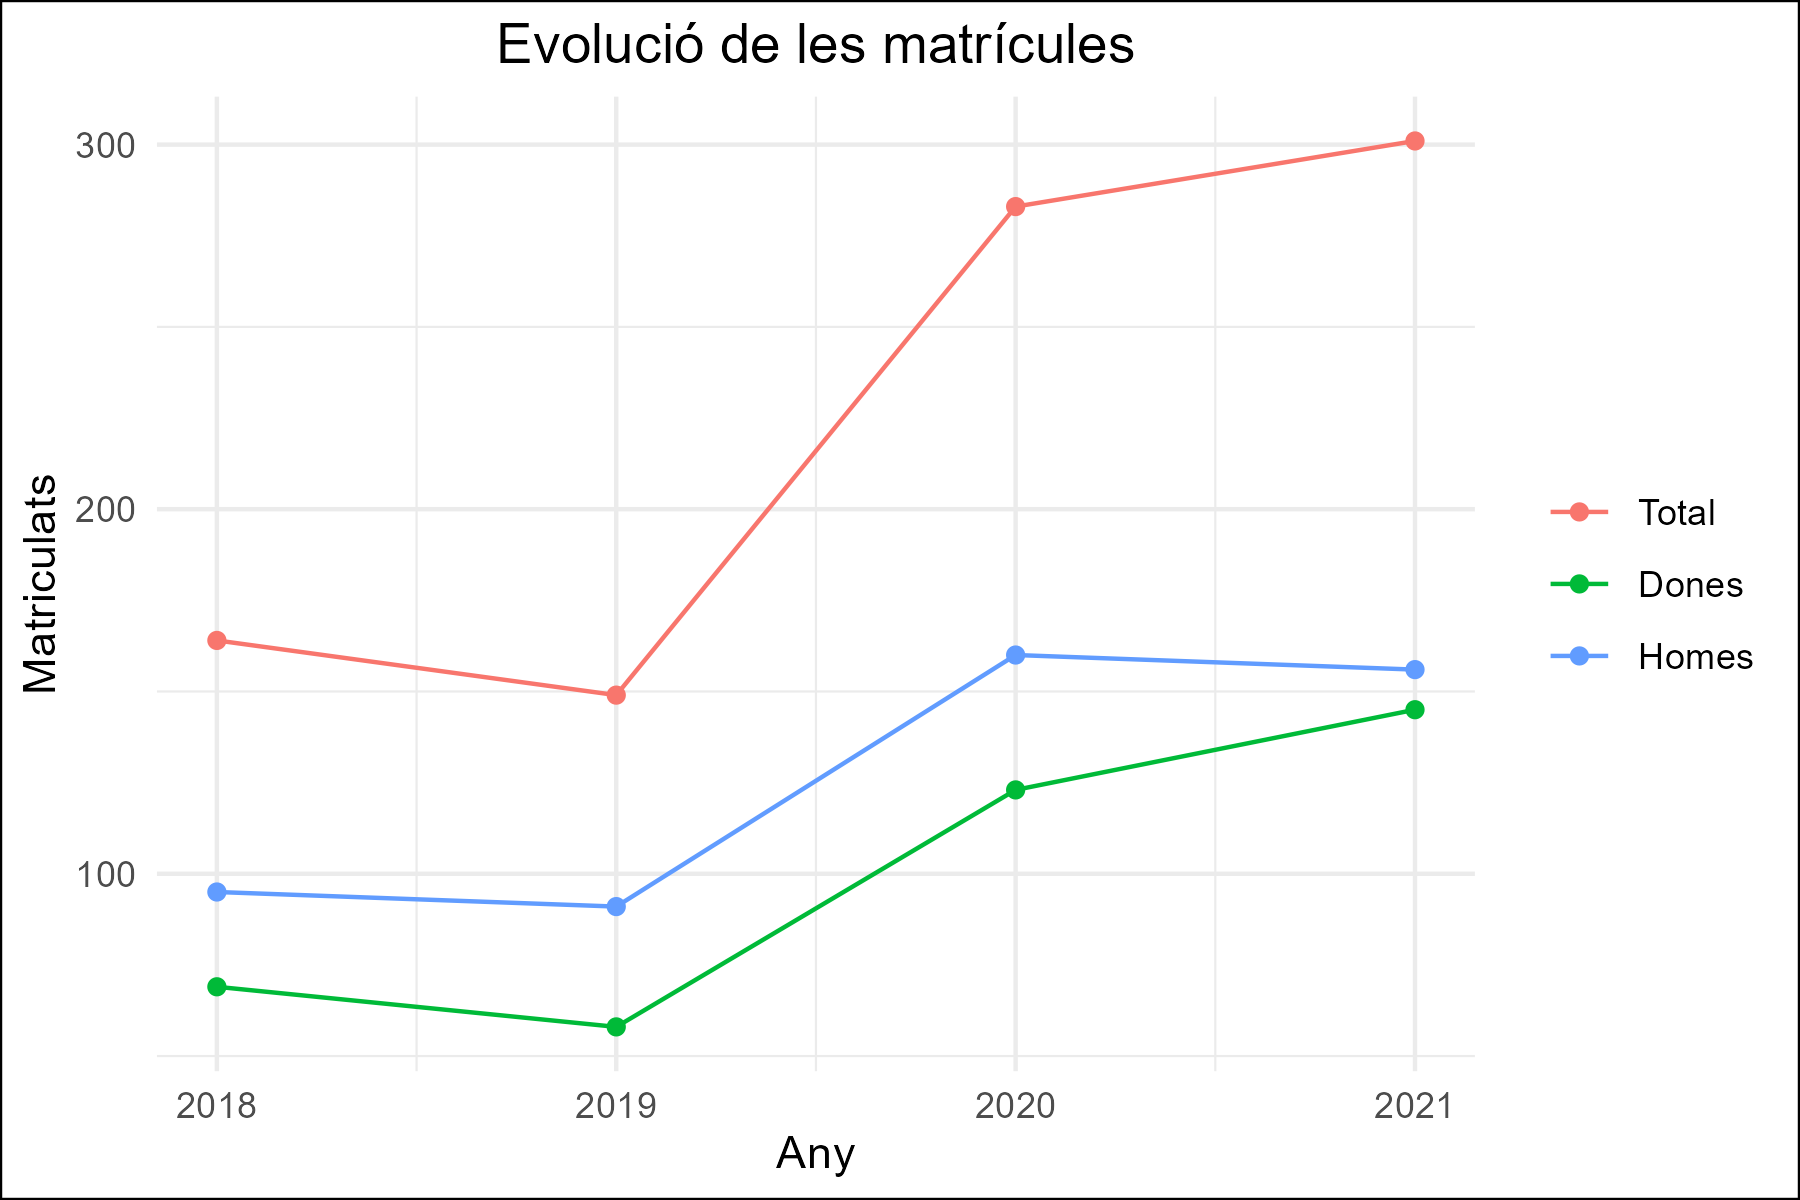 Evolució de les matrícules
300
200
100
Matriculats
2018
2019
2020
2021
Any
Total
Dones
Homes